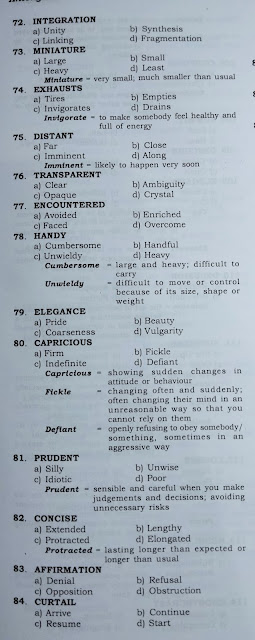 72. INTEGRATION
a) Unity b) Synthesis
c) Linking d) Fragmentation
73. MINIATURE
a) Large b) Small
c) Heavy d) Least
Miniature = very small; much smaller than usual
74. EXHAUSTS
a) Tires b) Empties
c) Invigorates d) Drains
Invigorate = to make somebody feel healthy and
full of energy
75. DISTANT
a) Far b) Close
c) Imminent d) Along
Imminent = likely to happen very soon
76. TRANSPARENT
a) Clear b) Ambiguity
c) Opaque d) Crystal
77. ENCOUNTERED
a) Avoided b) Enriched
c) Faced d) Overcome
78. HANDY
a) Cumbersome b) Handful
c) Unwieldy d) Heavy
Cumbersome = large and heavy; difficult to
carry
Unwieldy = difficult to move or control
because of its size, shape or
weight
79. ELEGANCE
a) Pride b) Beauty
c) Coarseness d) Vulgarity
80. CAPRICIOUS
a) Firm b) Fickle
c) Indefinite d) Defiant
Capricious = showing sudden changes in
attitude or behaviour
Fickle = changing often and suddenly;
often changing their mind in an
unreasonable way so that you
cannot rely on them
Defiant = openly refusing to obey somebody/
something, sometimes in an
aggressive way
81. PRUDENT
a) Silly b) Unwise
c) Idiotic d) Poor
Prudent = sensible and careful when you make
judgements and decisions; avoiding
unnecessary risks
82. CONCISE
a) Extended b) Lengthy
c) Protracted d) Elongated
Protracted = lasting longer than expected or
longer than usual
83. AFFIRMATION
a) Denial b) Refusal
c) Opposition d) Obstruction
84. CURTAIL
a) Arrive b) Continue
c) Resume d) Start